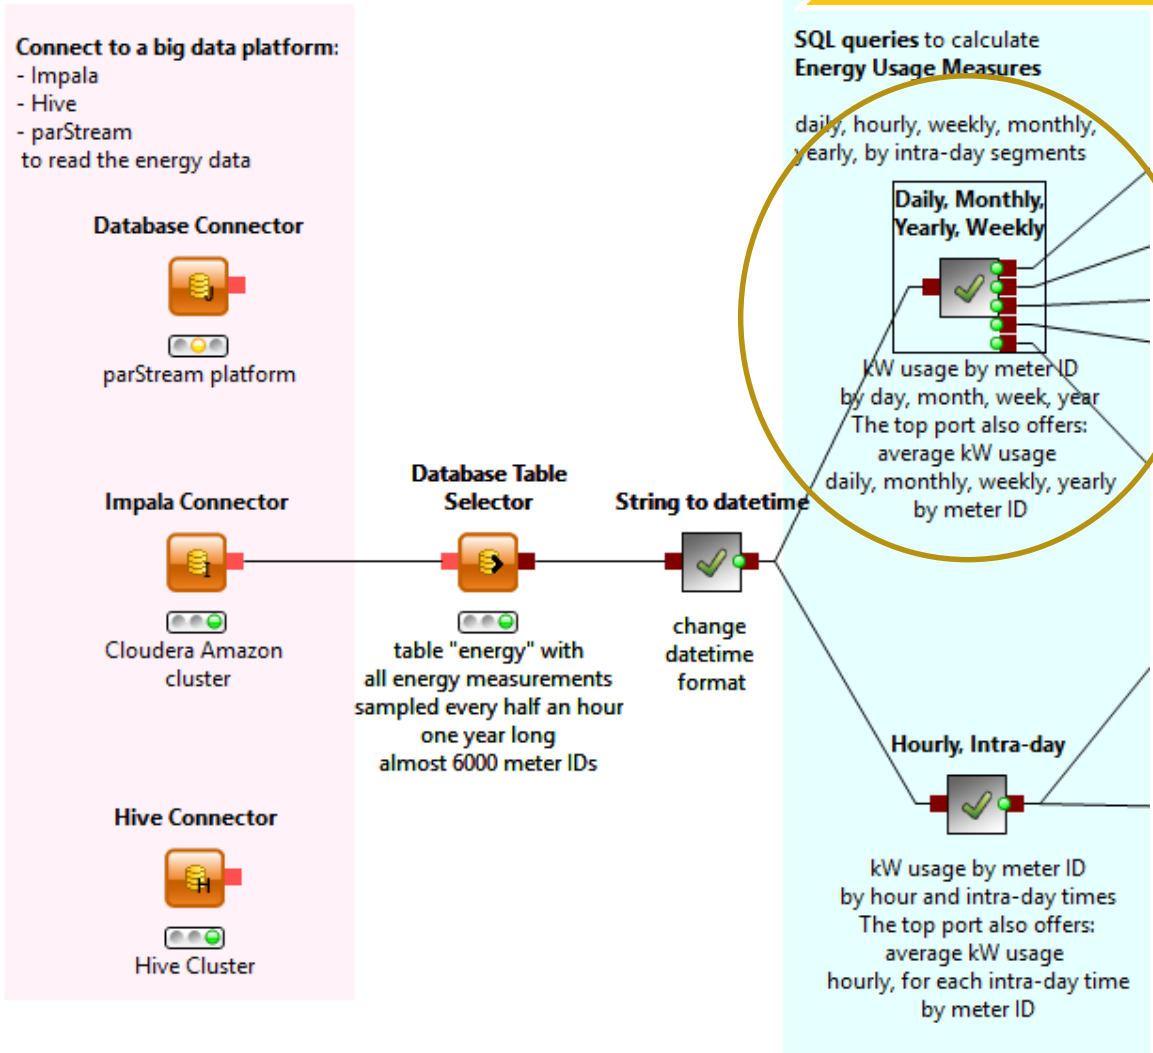 Connect to a big data platform:
- Impala
- Hive
- parStream
to read the energy data
Database Connector
J
parStream platform
Impala Connector
I
Cloudera Amazon
cluster
Hive Connector
H
Hive Cluster
Database Table
Selector
table "energy" with
all energy measurements
sampled every half an hour
one year long
almost 6000 meter IDs
String to datetime
change
datetime
format
SQL queries to calculate
Energy Usage Measures
daily, hourly, weekly, monthly,
yearly, by intra-day segments
Daily, Monthly,
Yearly, Weekly
kW usage by meter ID
by day, month, week, year
The top port also offers:
average kW usage
daily, monthly, weekly, yearly
by meter ID
Hourly, Intra-day
kW usage by meter ID
by hour and intra-day times
The top port also offers:
average kW usage
hourly, for each intra-day time
by meter ID